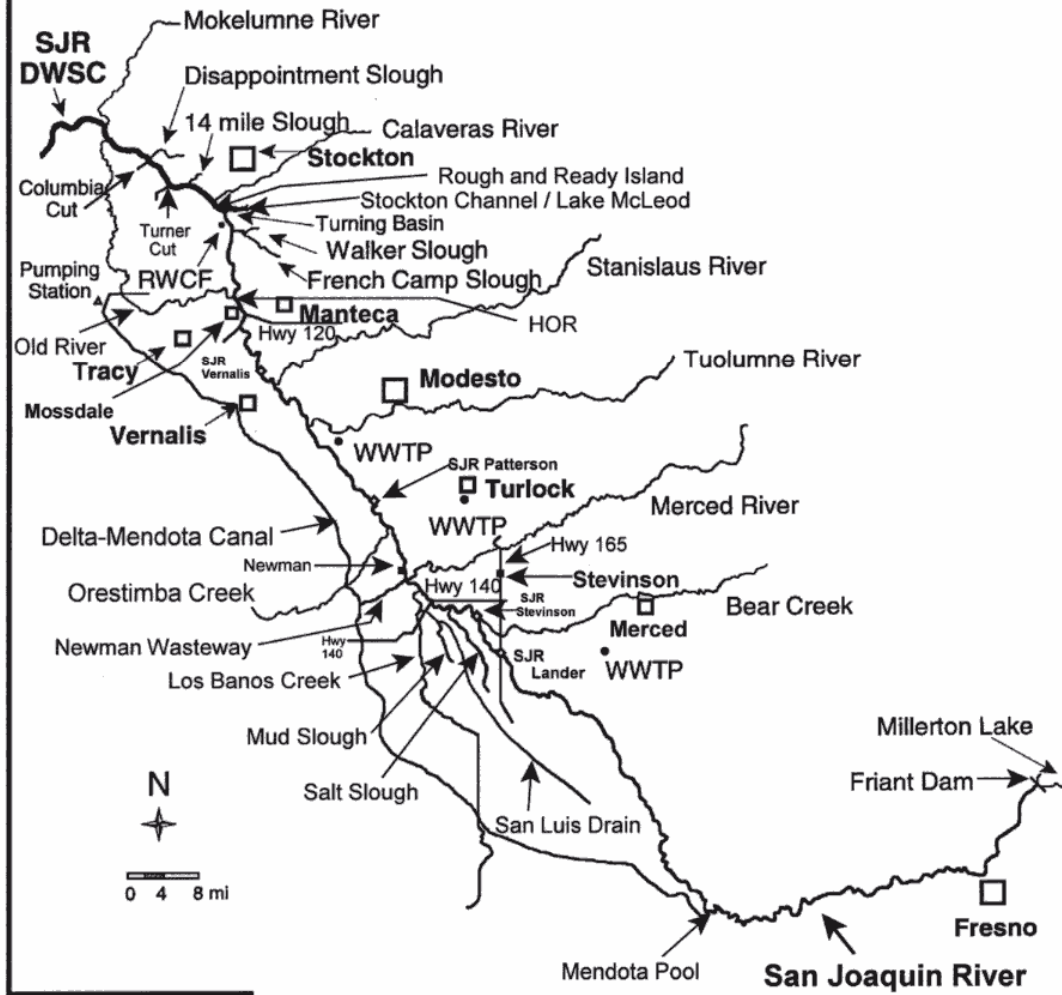 Mokelumne River
SJR
DWSC
Disappointment Slough
14 mile Slough
Calaveras River
Stockton
Rough and Ready Island
Columbia
Cut
Stockton Channel / Lake McLeod
Turner
Cut
Turning Basin
Walker Slough
Pumping
Station
RWCF
French Camp Slough
Stanislaus River
Manteca
HOR
Hwy 120
Old River
Tracy
SJR
Vernalis
Tuolumne River
Modesto
Mossdale
Vernalis
WWTP
SJR Patterson
Turlock
Merced River
WWTP
Delta-Mendota Canal
Hwy 165
Newman
Stevinson
Orestimba Creek
Hwy 140
SJR
Stevinson
Bear Creek
Merced
Newman Wasteway
Hwy
140
SJR
Lander
WWTP
Los Banos Creek
Mud Slough
Millerton Lake
Salt Slough
Friant Dam
N
San Luis Drain
0 4 8 mi
Fresno
Mendota Pool
San Joaquin River